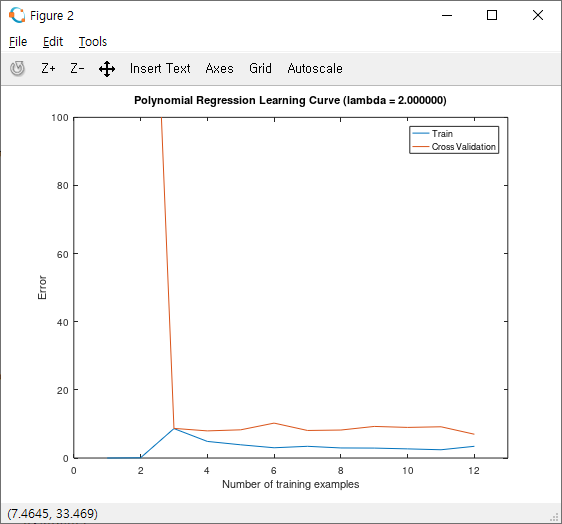 Figure 2
File Edit Tools
Z+ Z- Insert Text Axes Grid Autoscale
Polynomial Regression Learning Curve (lambda = 2.000000)
100
80
60
40
20
0
Error
Train
Cross Validation
0 2 4 6 8 10 12
Number of training examples
(7.4645, 33.469)